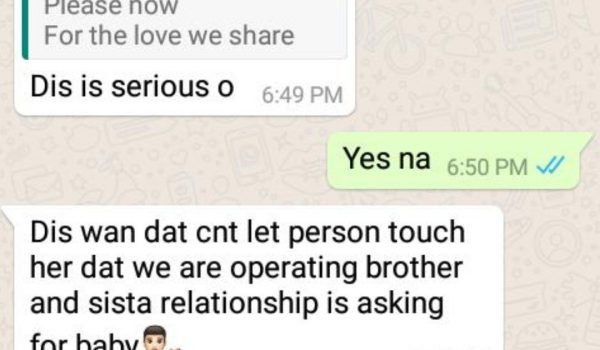 Please now
For the love we share
Dis is serious o 6:49 PM
Yes na 6:50 PM
Dis wan dat cnt let person touch
her dat we are operating brother
and sista relationship is asking
for baby